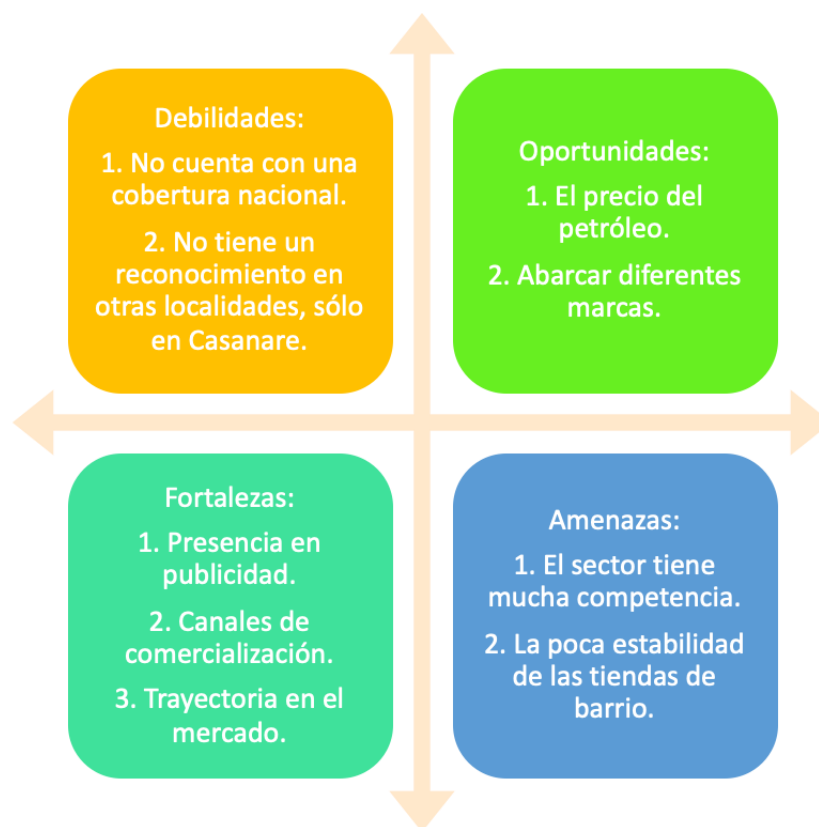 Debilidades:
1. No cuenta con una
cobertura nacional.
2. No tiene un
reconocimiento en
otras localidades, sólo
en Casanare.
Oportunidades:
1. El precio del
petróleo.
2. Abarcar diferentes
marcas.
Fortalezas:
1. Presencia en
publicidad.
2. Canales de
comercialización.
3. Trayectoria en el
mercado.
Amenazas:
1. El sector tiene
mucha competencia.
2. La poca estabilidad
de las tiendas de
barrio.